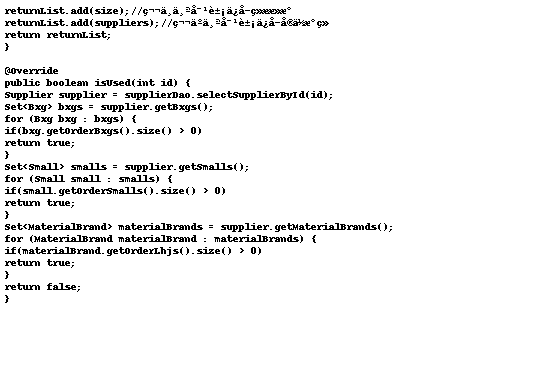 returnList.add(size);//ç¬¬ä¸ä¸ªå¯¹è±¡ä¿å­ç»æææ°
returnList.add(suppliers);//ç¬¬äºä¸ªå¯¹è±¡ä¿å­å®ä½æ°ç»
return returnList;
}

@Override
public boolean isUsed(int id) {
Supplier supplier = supplierDao.selectSupplierById(id);
Set<Bxg> bxgs = supplier.getBxgs();
for (Bxg bxg : bxgs) {
if(bxg.getOrderBxgs().size() > 0)
return true;
}
Set<Small> smalls = supplier.getSmalls();
for (Small small : smalls) {
if(small.getOrderSmalls().size() > 0)
return true;
}
Set<MaterialBrand> materialBrands = supplier.getMaterialBrands();
for (MaterialBrand materialBrand : materialBrands) {
if(materialBrand.getOrderLhjs().size() > 0)
return true;
}
return false;
}